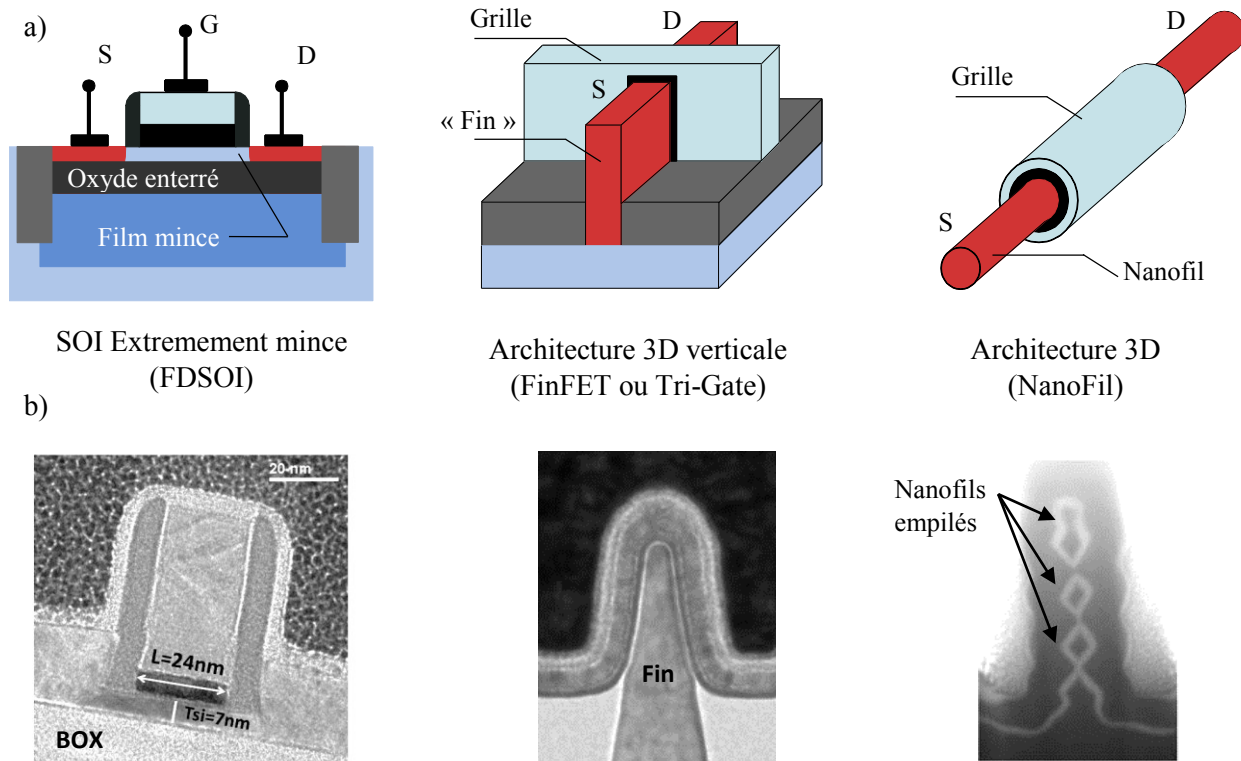 a)
G
S
D
Oxyde enterré
Film mince
SOI Extremement mince
(FDSOI)
Grille
D
S
« Fin »
Architecture 3D verticale
(FinFET ou Tri-Gate)
D
Grille
S
Nanofil
Architecture 3D
(NanoFil)
b)
20 nm
L=24nm
Tsi=7nm
BOX
Fin
Nanofils
empilés